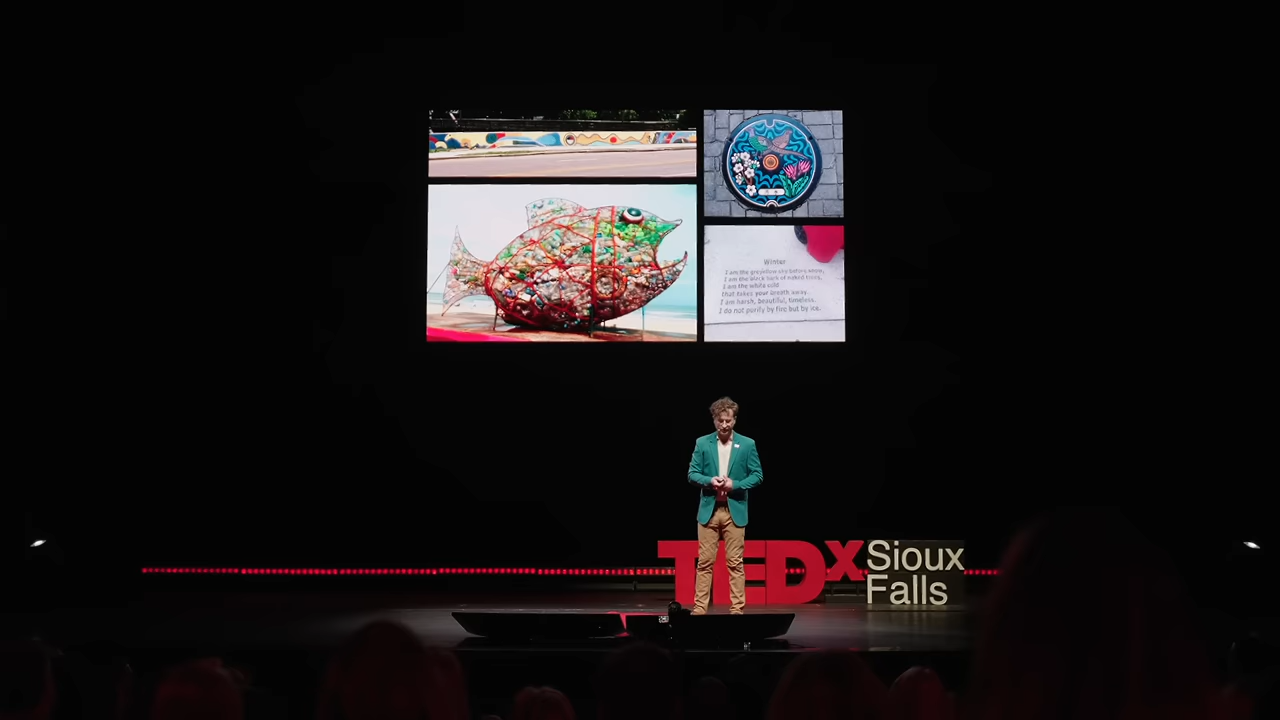 Winter
I am the greyellow sky before snow,
I am the black bark of naked trees,
I am the white cold
that takes your breath away.
I am harsh, beautiful, timeless.
I do not purify by fire but by ice.
TEDx Sioux
Falls